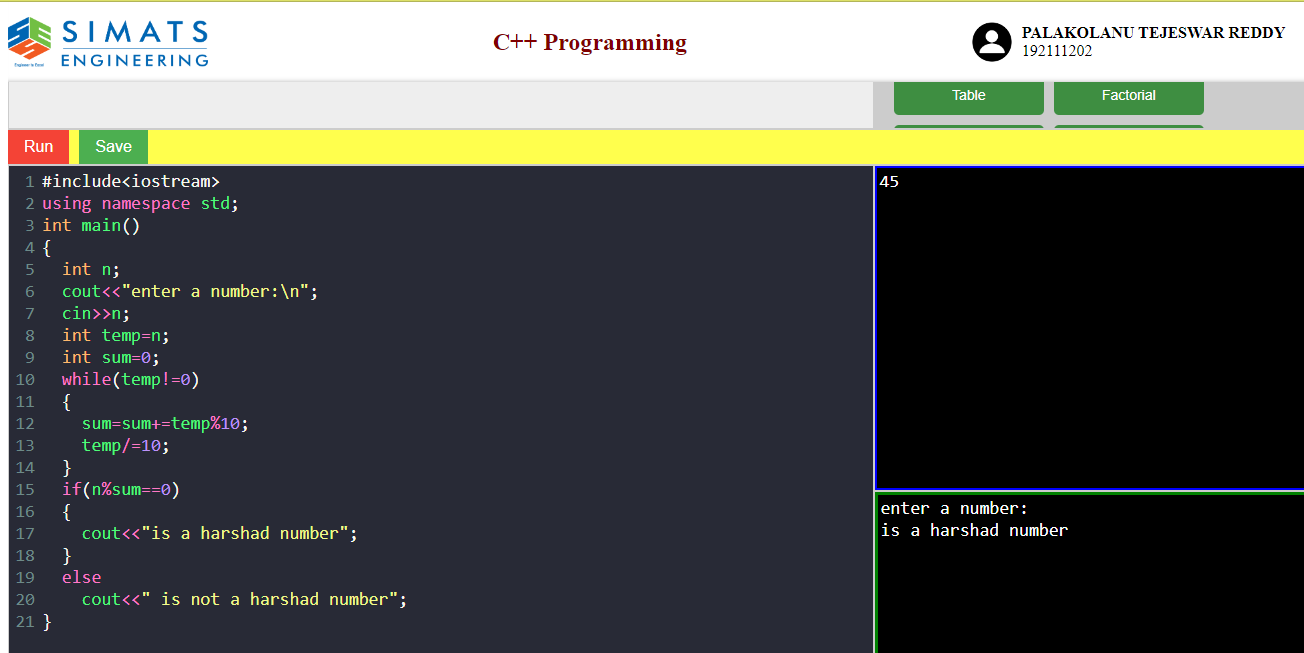 SIMATS
ENGINEERING
Engineer to Excel
C++ Programming
PALAKOLANU TEJESWAR REDDY
192111202
Table
Factorial
Run
Save
1 #include<iostream>
2 using namespace std;
3 int main()
4 {
5   int n;
6   cout<<"enter a number:\n";
7   cin>>n;
8   int temp=n;
9   int sum=0;
10   while(temp!=0)
11   {
12     sum=sum+=temp%10;
13     temp/=10;
14   }
15   if(n%sum==0)
16   {
17     cout<<"is a harshad number";
18   }
19   else
20     cout<<" is not a harshad number";
21 }
45
enter a number:
is a harshad number